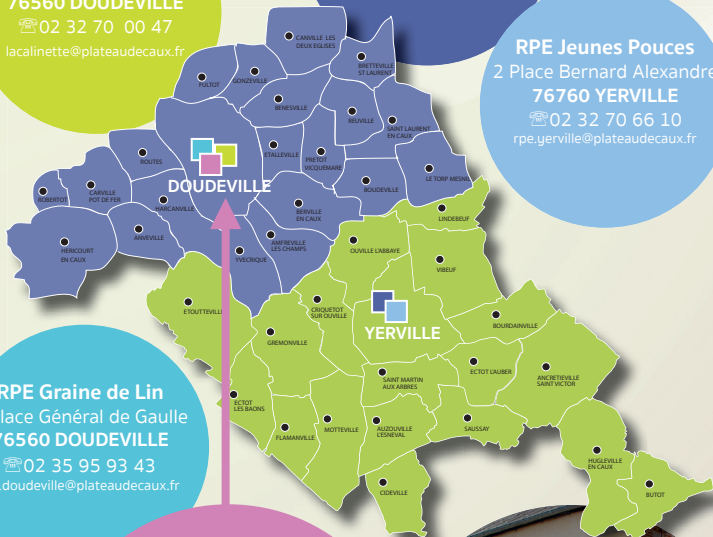 76560 DOUDEVILLE
☏02 32 70 00 47
lacalinette@plateaudecaux.fr
RPE Jeunes Pouces
2 Place Bernard Alexandre
76760 YERVILLE
☏02 32 70 66 10
rpe.yerville@plateaudecaux.fr
CANVILLE LES
DEUX EGLISES
BRETTEVILLE
ST LAURENT
FULTOT
GONZEVILLE
BENESVILLE
REUVILLE
SAINT LAURENT
EN CAUX
ROUTES
ETALLEVILLE
PRETOT
VICQUEMARE
DOUDEVILLE
BOUDEVILLE
LE TORP MESNIL
ROBERTOT
CARVILLE
POT DE FER
HARCANVILLE
BERVILLE
EN CAUX
LINDEBEUF
HERICOURT
EN CAUX
ANVEVILLE
YVECRIQUE
AMFREVILLE
LES CHAMPS
OUVILLE L'ABBAYE
VIBEUF
ETOUTTEVILLE
CRIQUETOT
SUR OUVILLE
YERVILLE
BOURDAINVILLE
GREMONVILLE
SAINT MARTIN
AUX ARBRES
ECTOT L'AUBER
ANCRETIEVILLE
SAINT VICTOR
ECTOT
LES BAONS
FLAMANVILLE
MOTTEVILLE
AUZOUVILLE
L'ESNEVAL
SAUSSAY
HUGLEVILLE
EN CAUX
CIDEVILLE
BUTOT
RPE Graine de Lin
Place Général de Gaulle
76560 DOUDEVILLE
☏02 35 95 93 43
.doudeville@plateaudecaux.fr